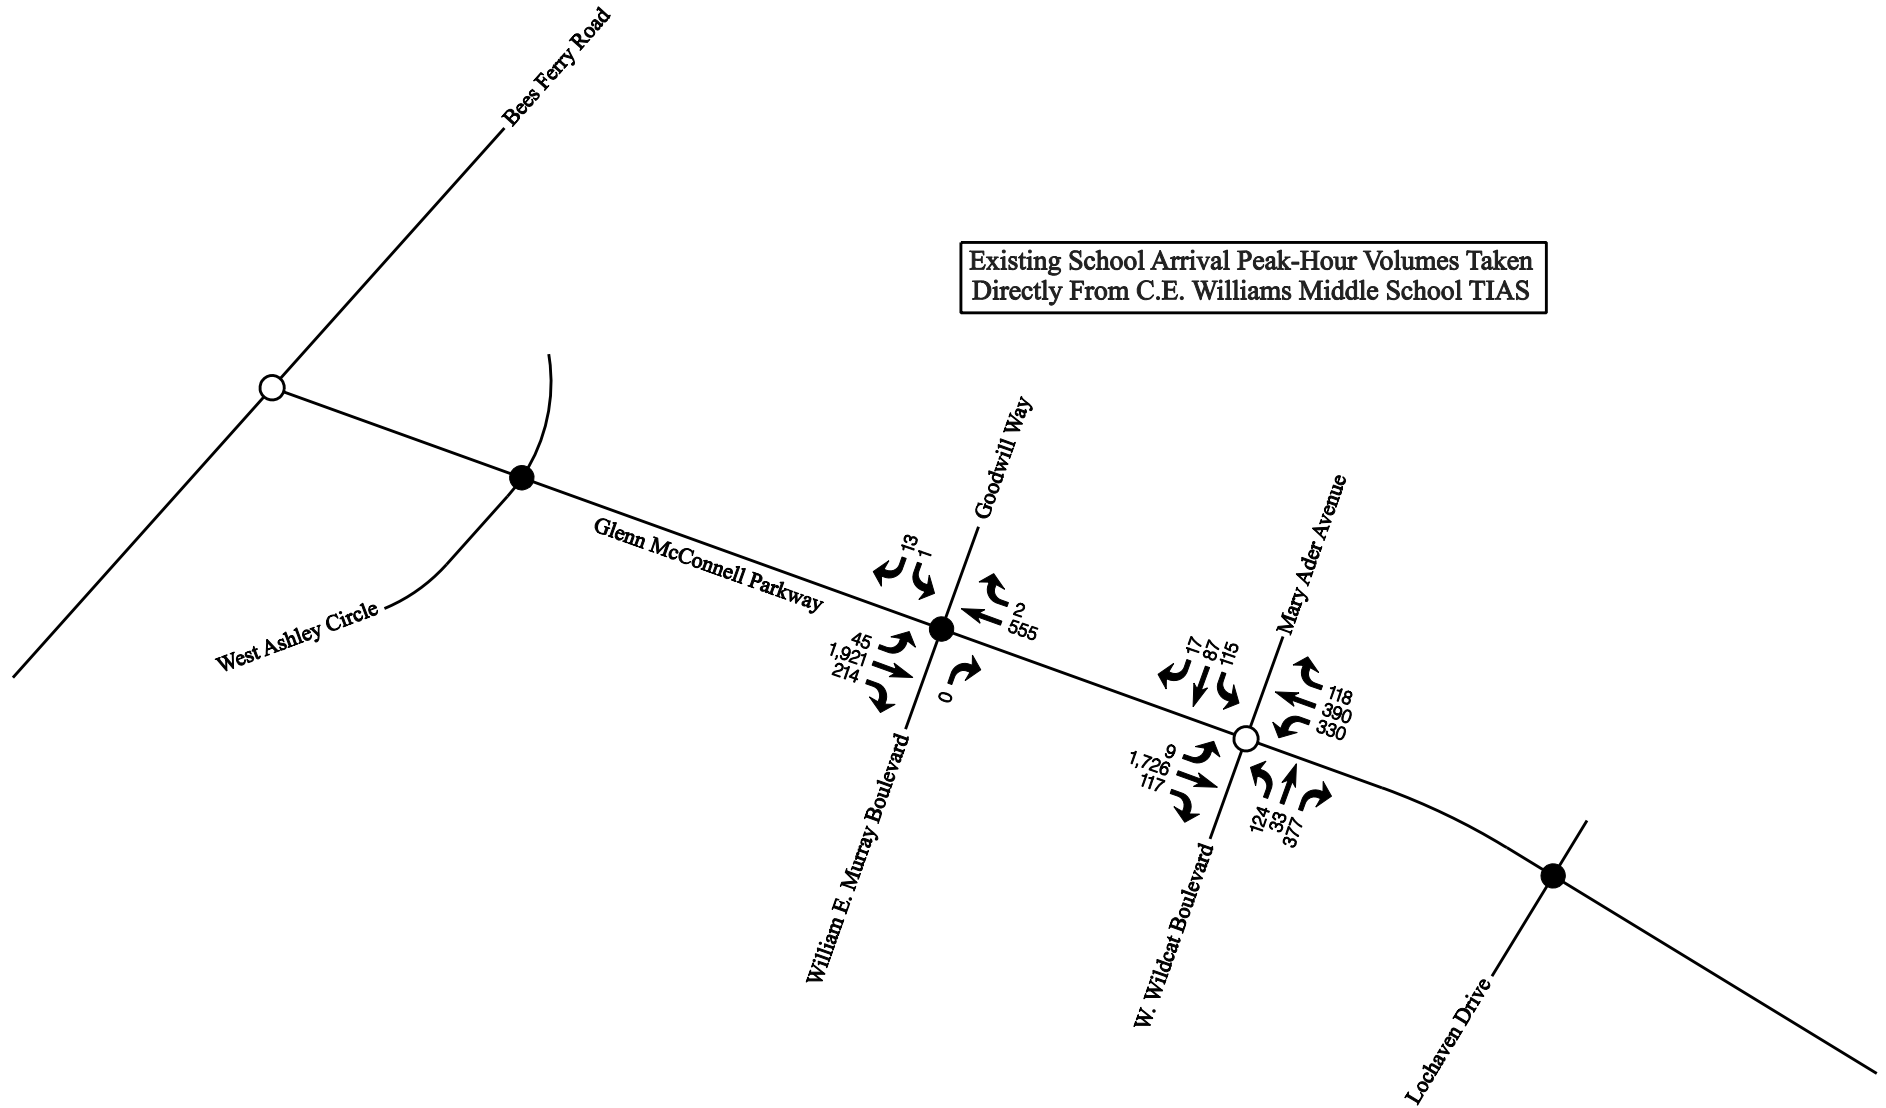 Bees Ferry Road
Existing School Arrival Peak-Hour Volumes Taken
Directly From C.E. Williams Middle School TIAS
Goodwill Way
Mary Ader Avenue
Glenn McConnell Parkway
West Ashley Circle
13
1
2
555
45
1,921
214
0
17
87
115
118
390
330
9
1,726
117
124
33
377
William E. Murray Boulevard
W. Wildcat Boulevard
Lochaven Drive